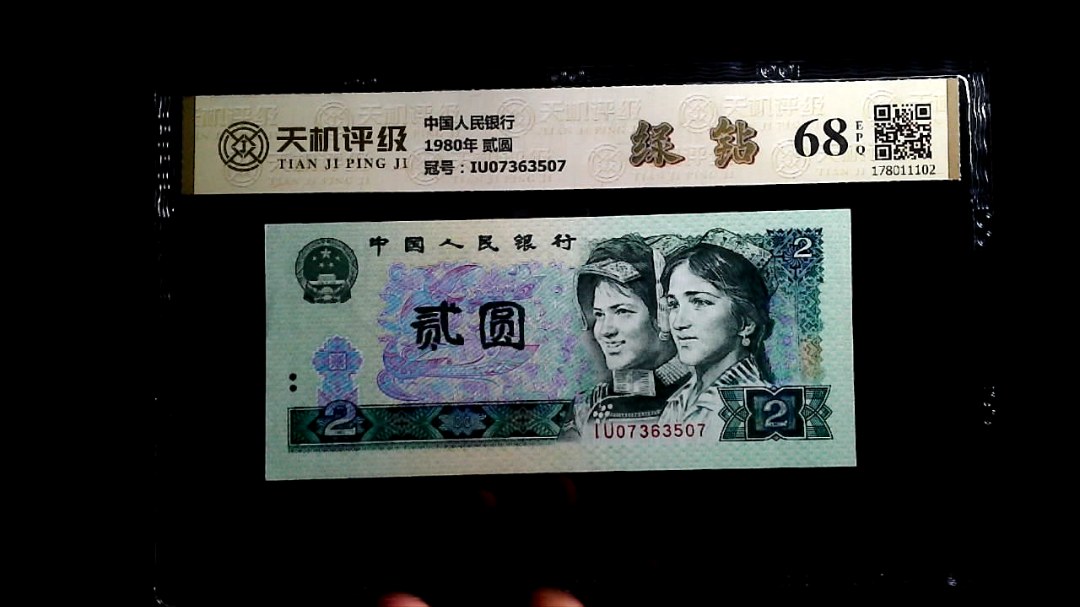 天机评级
TIAN JI PING JI
中国人民银行
1980年 贰圆
冠号：IU07363507
绿钻
68
EPQ
178011102
中国人民银行
2
贰圆
2
2
IU07363507